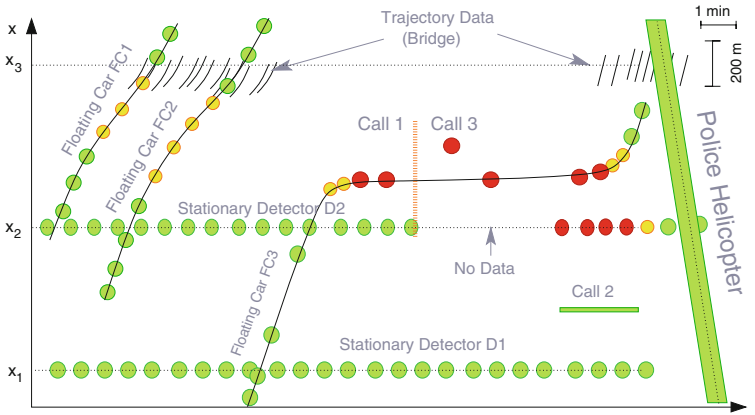 x
Trajectory Data
(Bridge)
1 min
x3
200 m
Floating Car FC1
Floating Car FC2
Call 1
Call 3
Police Helicopter
Stationary Detector D2
x2
No Data
Floating Car FC3
Call 2
Stationary Detector D1
x1